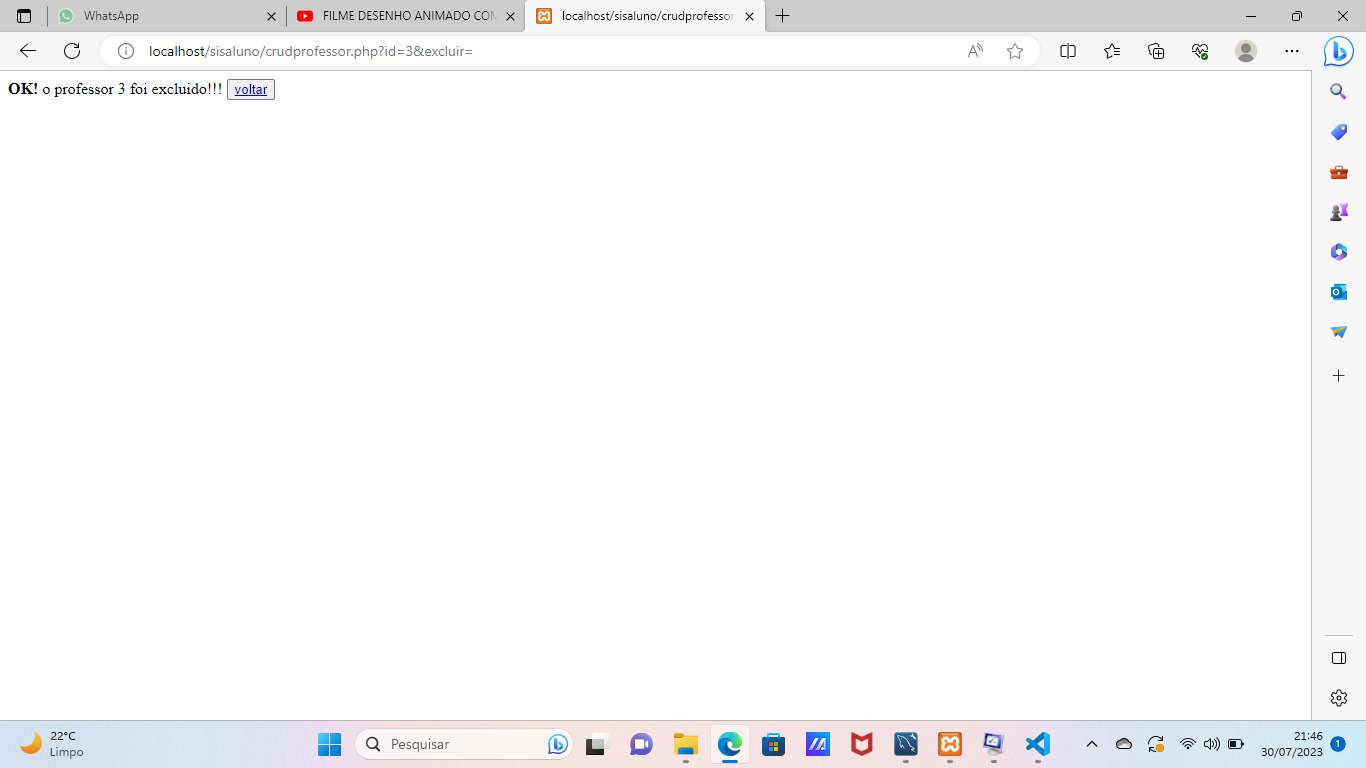 WhatsApp
FILME DESENHO ANIMADO COM
localhost/sisaluno/crudprofessor.
localhost/sisaluno/crudprofessor.php?id=3&excluir=
OK! o professor 3 foi excluido!!! voltar
22°C
Limpo
Pesquisar
21:46
30/07/2023
1